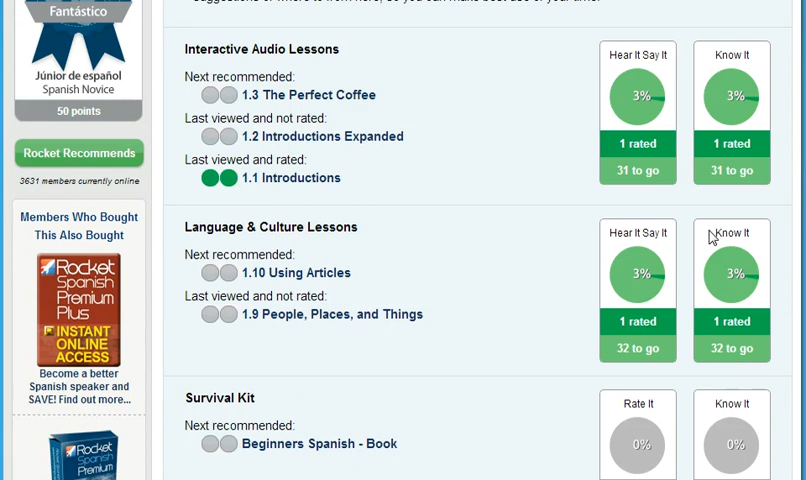 Fantástico
Júnior de español
Spanish Novice
50 points
Rocket Recommends
3631 members currently online
Members Who Bought
This Also Bought
Rocket
Spanish
Premium
Plus
INSTANT
ONLINE
ACCESS
Become a better
Spanish speaker and
SAVE! Find out more...
Rocket
Spanish
Premium
Interactive Audio Lessons
Next recommended:
1.3 The Perfect Coffee
Last viewed and not rated:
1.2 Introductions Expanded
Last viewed and rated:
1.1 Introductions
Hear It Say It
3%
1 rated
31 to go
Know It
3%
1 rated
31 to go
Language & Culture Lessons
Next recommended:
1.10 Using Articles
Last viewed and not rated:
1.9 People, Places, and Things
Hear It Say It
3%
1 rated
32 to go
Know It
3%
1 rated
32 to go
Survival Kit
Next recommended:
Beginners Spanish - Book
Rate It
0%
Know It
0%